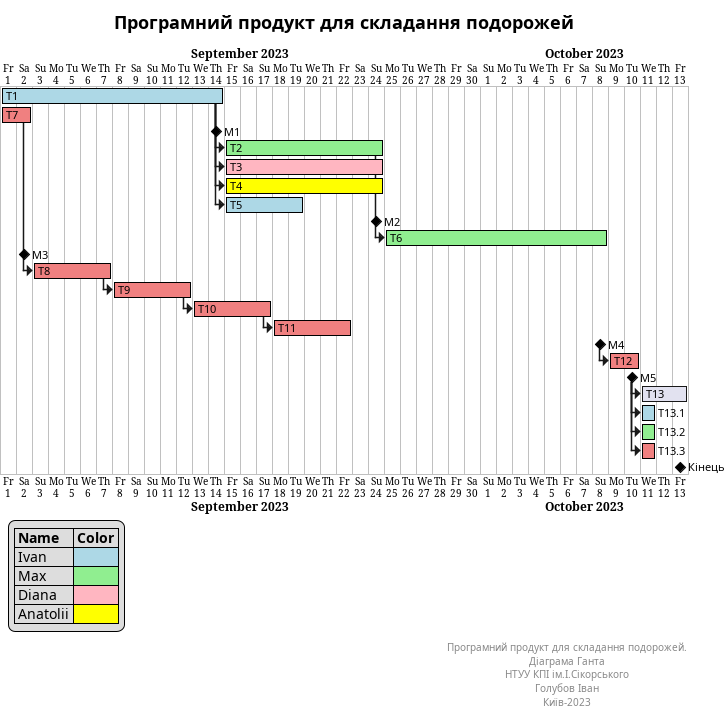 Програмний продукт для складання подорожей
September 2023 October 2023
Fr Sa Su Mo Tu We Th Fr Sa Su Mo Tu We Th Fr Sa Su Mo Tu We Th Fr Sa Su Mo Tu We Th Fr Sa Su Mo Tu We Th Fr Sa Su Mo Tu We Th Fr
1 2 3 4 5 6 7 8 9 10 11 12 13 14 15 16 17 18 19 20 21 22 23 24 25 26 27 28 29 30 1 2 3 4 5 6 7 8 9 10 11 12 13
T1
T7
M1
T2
T3
T4
T5
M2
T6
M3
T8
T9
T10
T11
M4
T12
M5
T13
T13.1
T13.2
T13.3
Кінець
Fr Sa Su Mo Tu We Th Fr Sa Su Mo Tu We Th Fr Sa Su Mo Tu We Th Fr Sa Su Mo Tu We Th Fr Sa Su Mo Tu We Th Fr Sa Su Mo Tu We Th Fr
1 2 3 4 5 6 7 8 9 10 11 12 13 14 15 16 17 18 19 20 21 22 23 24 25 26 27 28 29 30 1 2 3 4 5 6 7 8 9 10 11 12 13
September 2023 October 2023
Name Color
Ivan
Max
Diana
Anatolii
Програмний продукт для складання подорожей.
Діаграма Ганта
НТУУ КПІ ім.І.Сікорського
Голубов Іван
Київ-2023